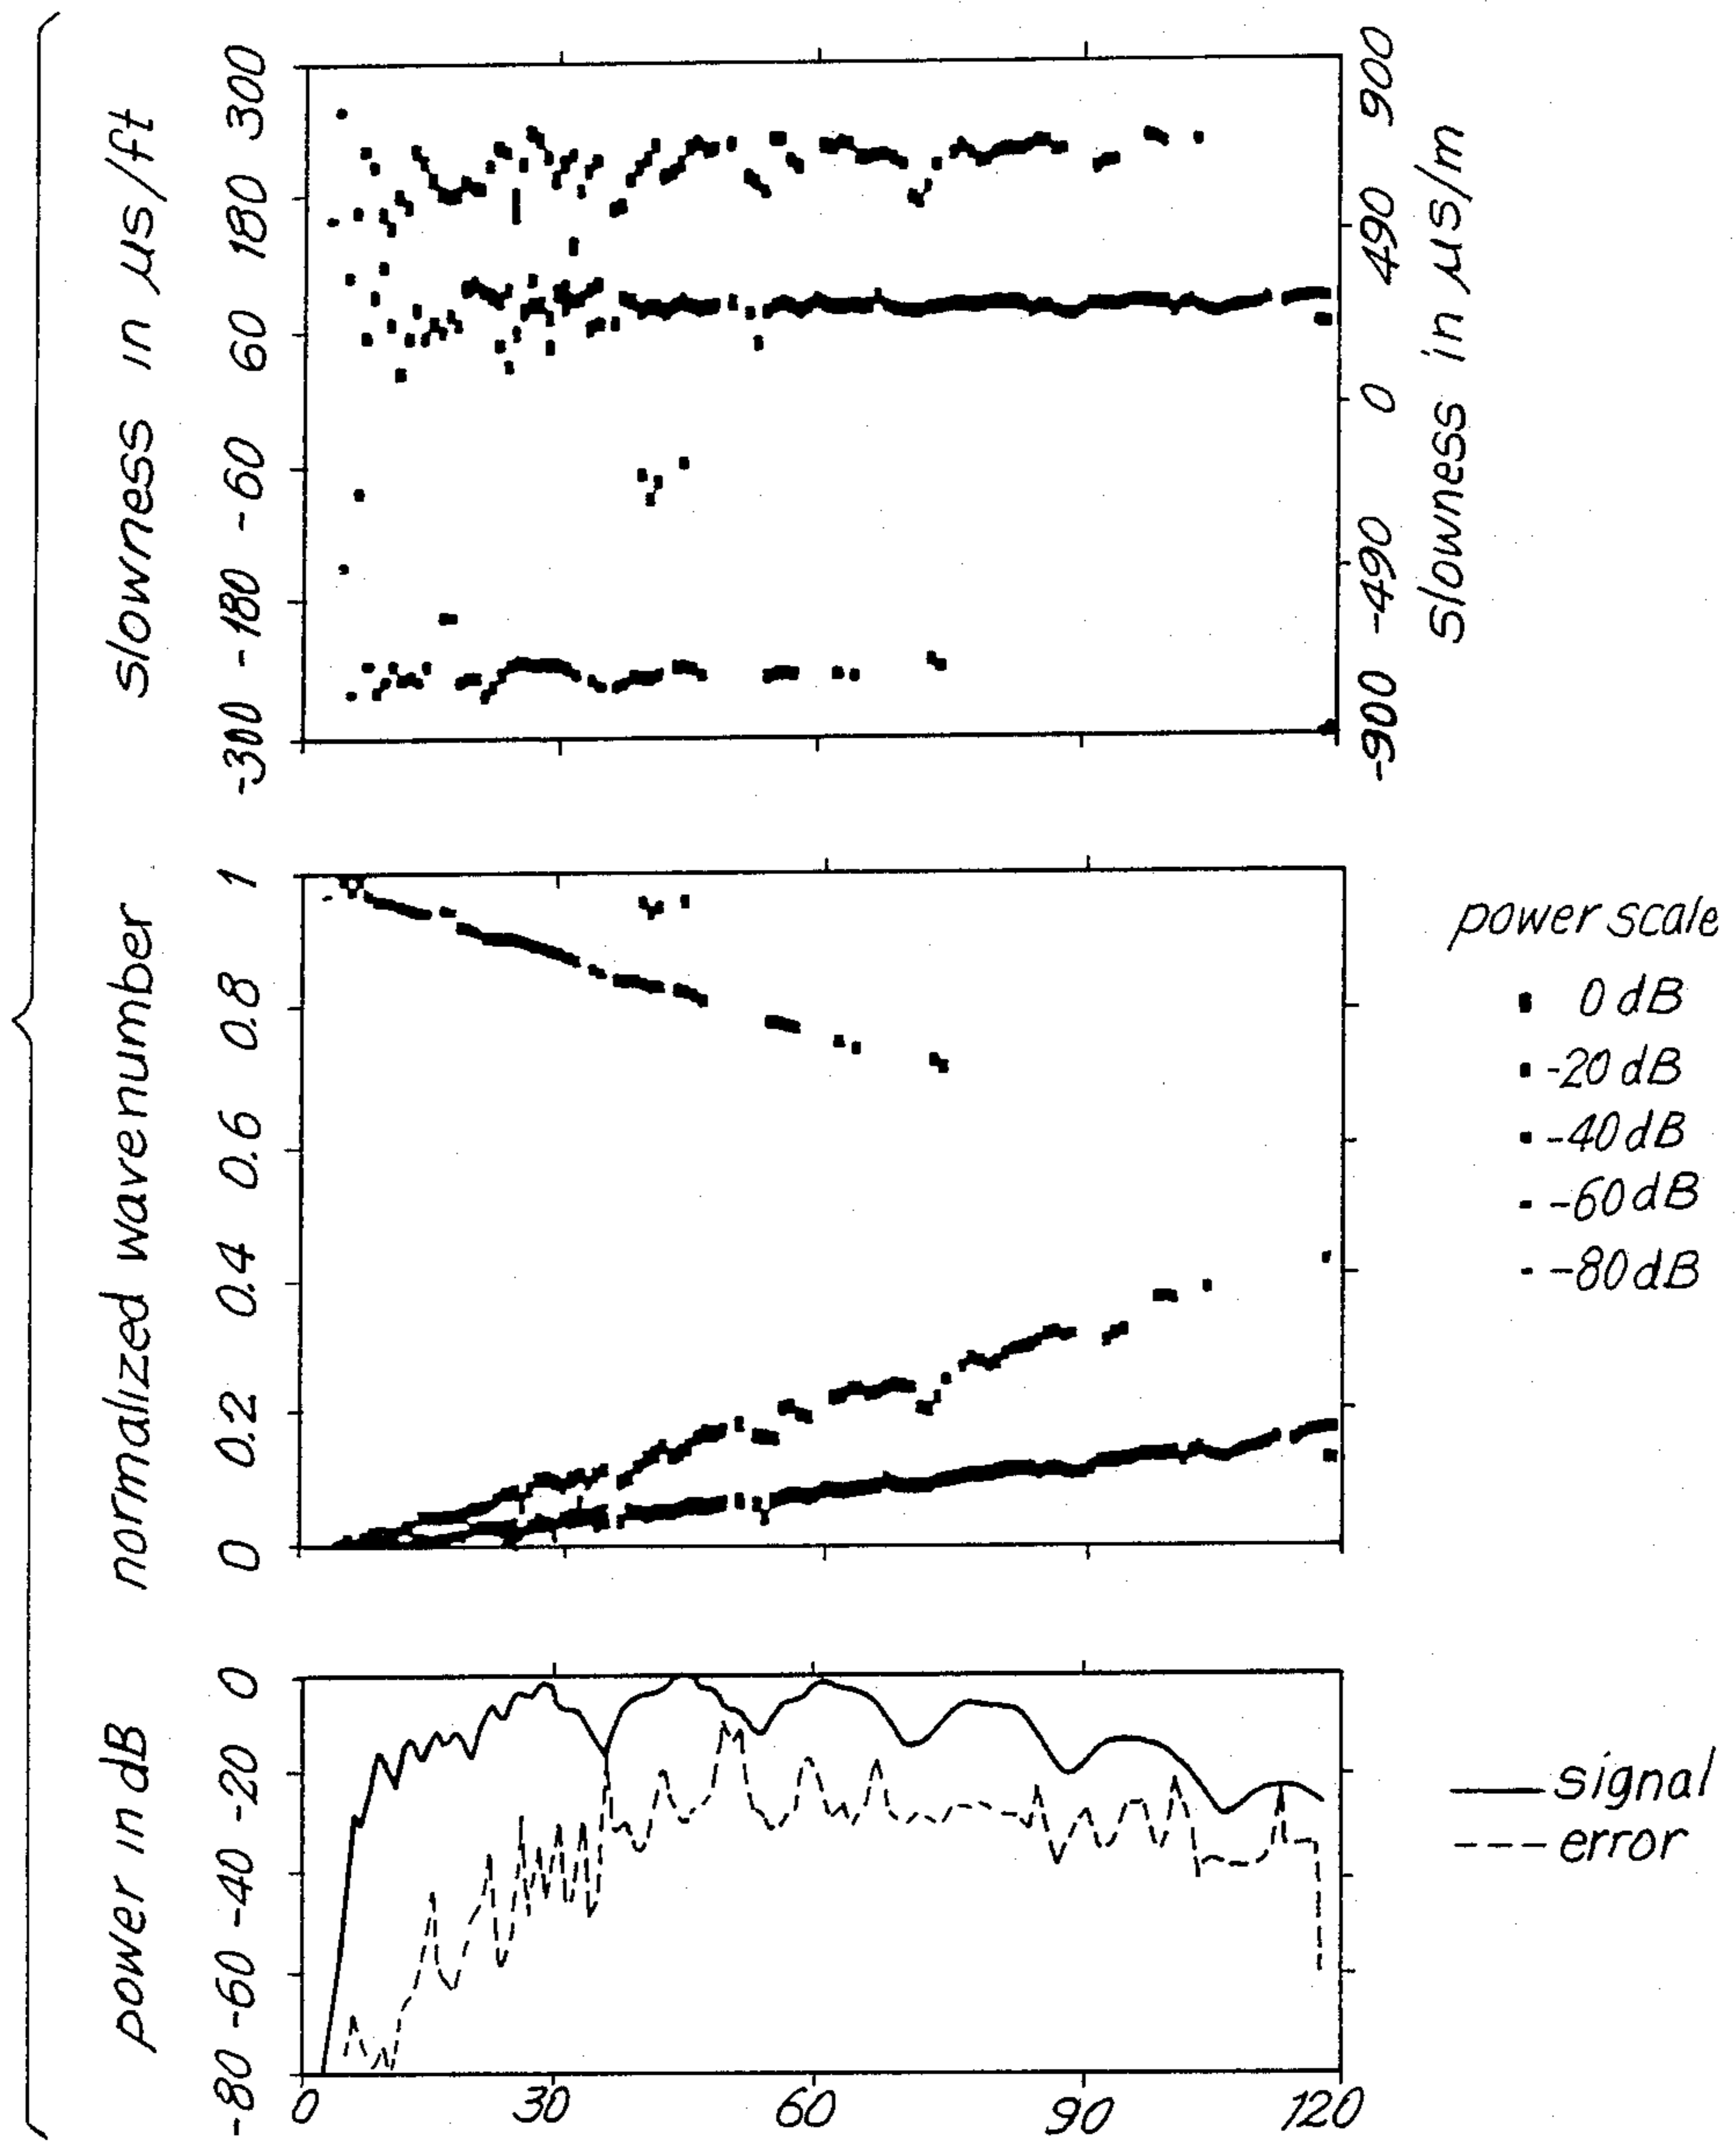 slowness in µs/ft
300
180
60
-60
-180
-300
900
490
0
-490
-900
slowness in µs/m
normalized wavenumber
1
0.8
0.6
0.4
0.2
0
power scale
0 dB
-20 dB
-40 dB
-60 dB
-80 dB
power in dB
0
-20
-40
-60
-80
0
30
60
90
120
signal
error